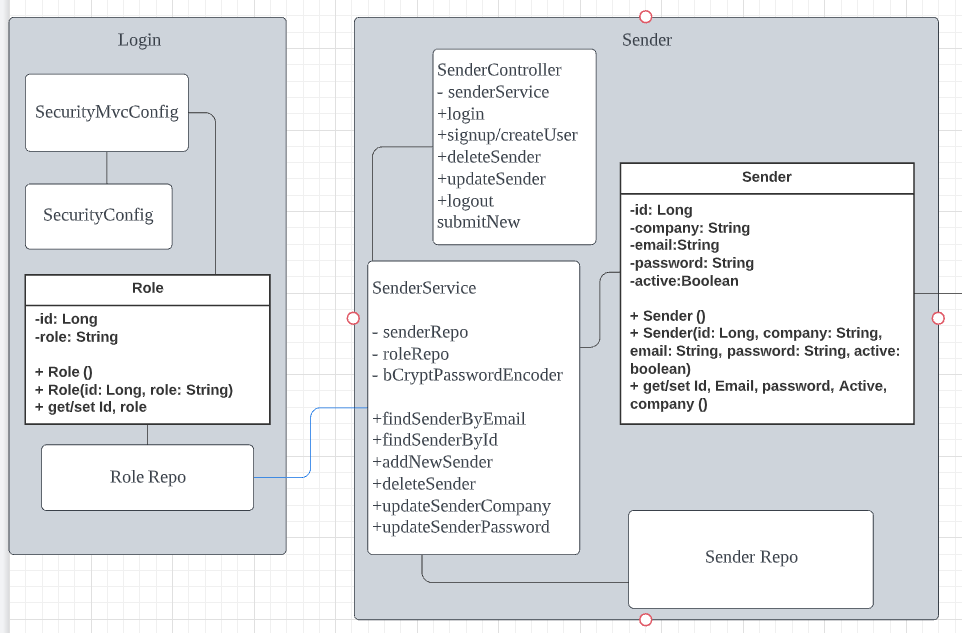 Login
SecurityMvcConfig
SecurityConfig
Role
-id: Long
-role: String
+ Role ()
+ Role(id: Long, role: String)
+ get/set Id, role
Role Repo
Sender
SenderController
- senderService
+login
+signup/createUser
+deleteSender
+updateSender
+logout
submitNew
SenderService
- senderRepo
- roleRepo
- bCryptPasswordEncoder
+findSenderByEmail
+findSenderById
+addNewSender
+deleteSender
+updateSenderCompany
+updateSenderPassword
Sender
-id: Long
-company: String
-email:String
-password: String
-active:Boolean
+ Sender ()
+ Sender(id: Long, company: String,
email: String, password: String, active:
boolean)
+ get/set Id, Email, password, Active,
company ()
Sender Repo